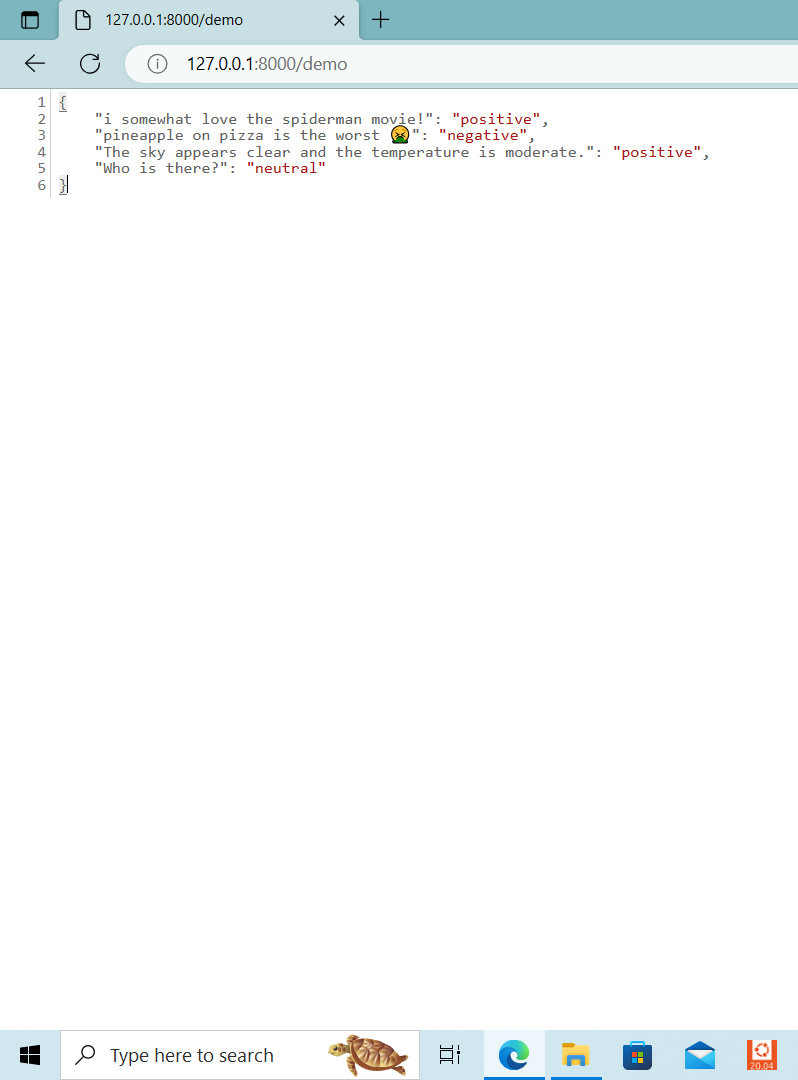 127.0.0.1:8000/demo
127.0.0.1:8000/demo
1 {
2 "i somewhat love the spiderman movie!": "positive",
3 "pineapple on pizza is the worst 🤮": "negative",
4 "The sky appears clear and the temperature is moderate.": "positive",
5 "Who is there?": "neutral"
6 }
Type here to search
20.04